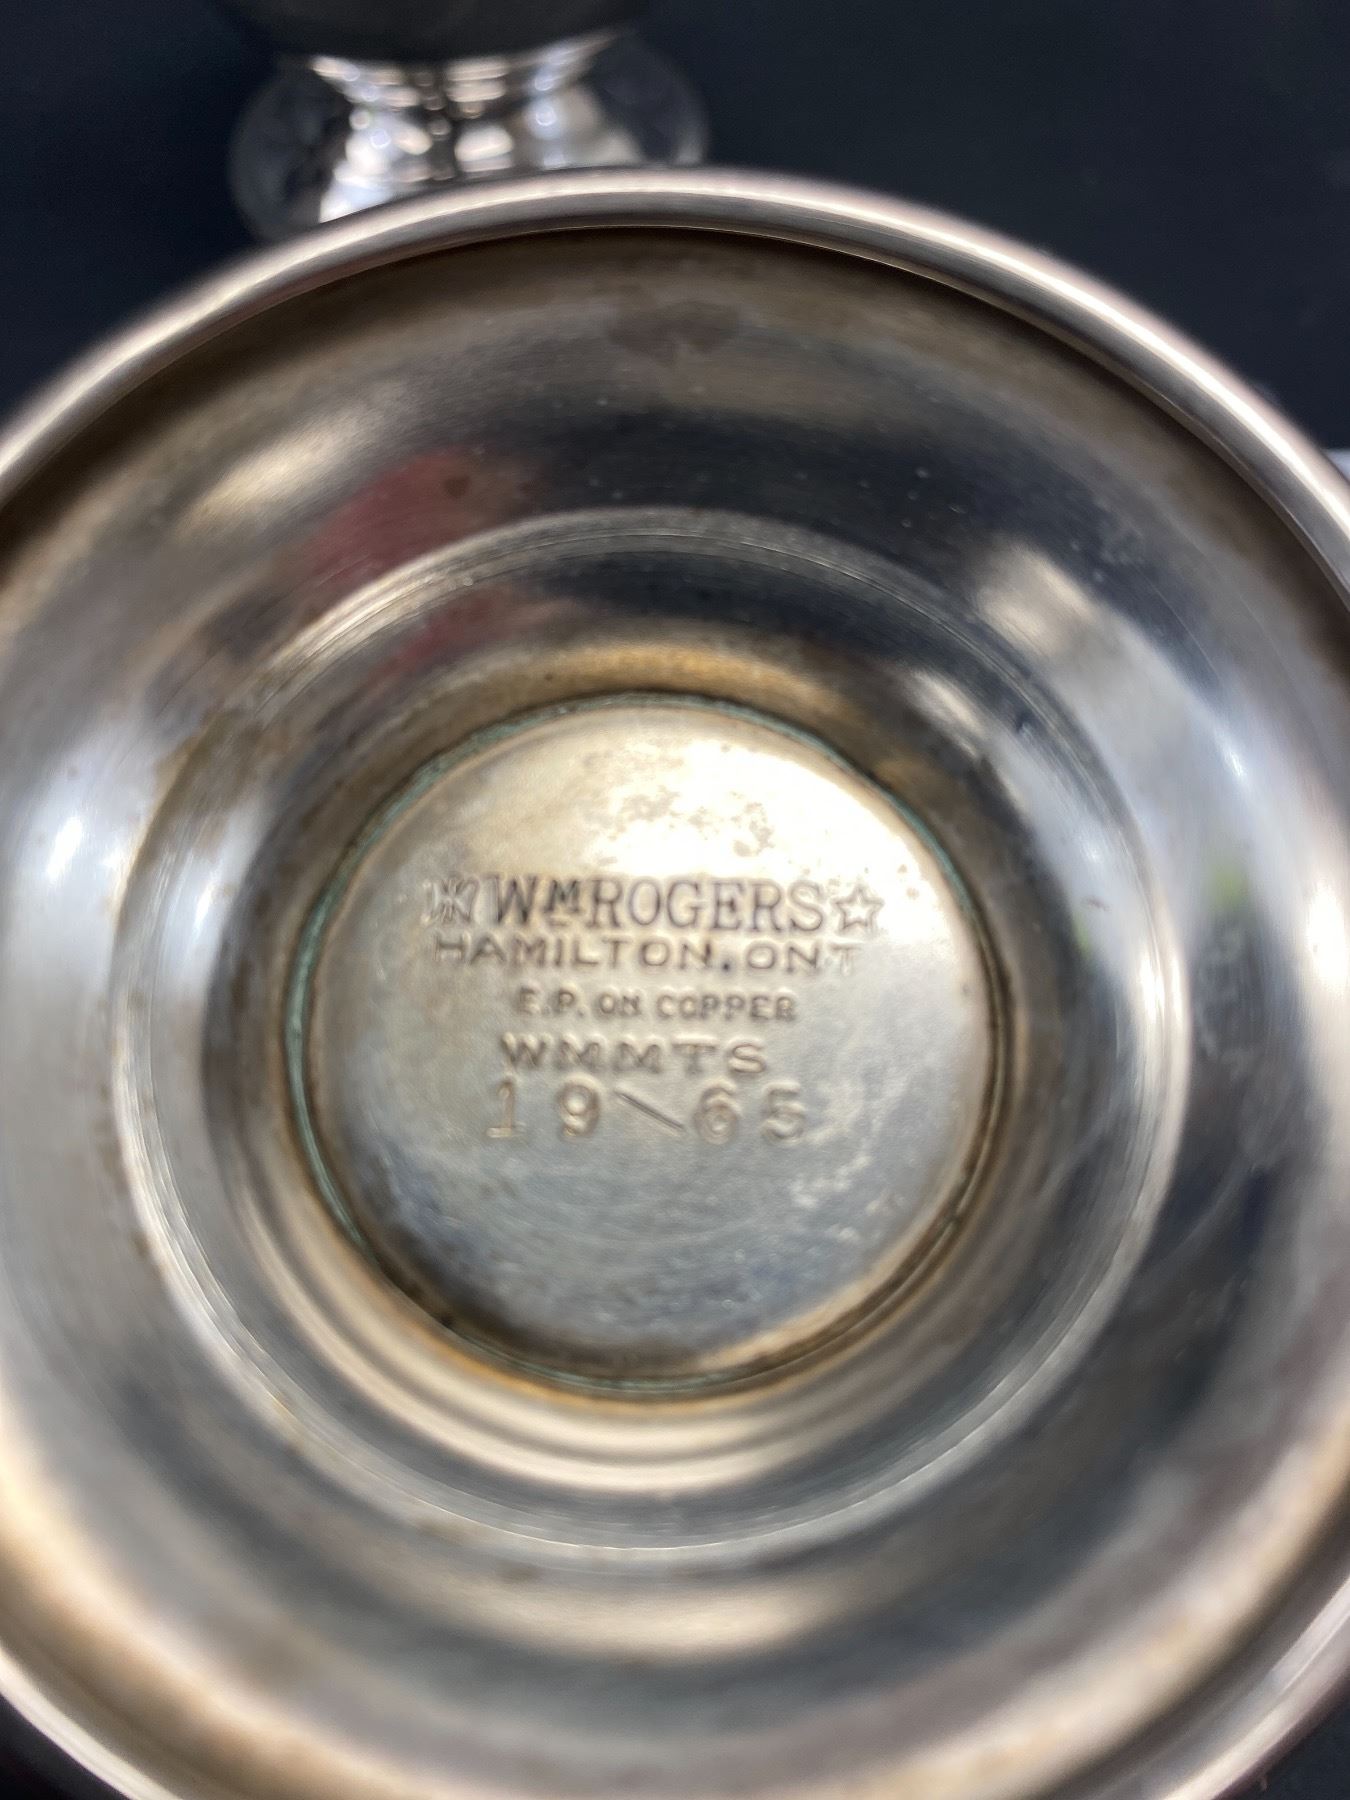 WM ROGERS☆
HAMILTON, ONT
E.P. ON COPPER
WMMTS
19\65